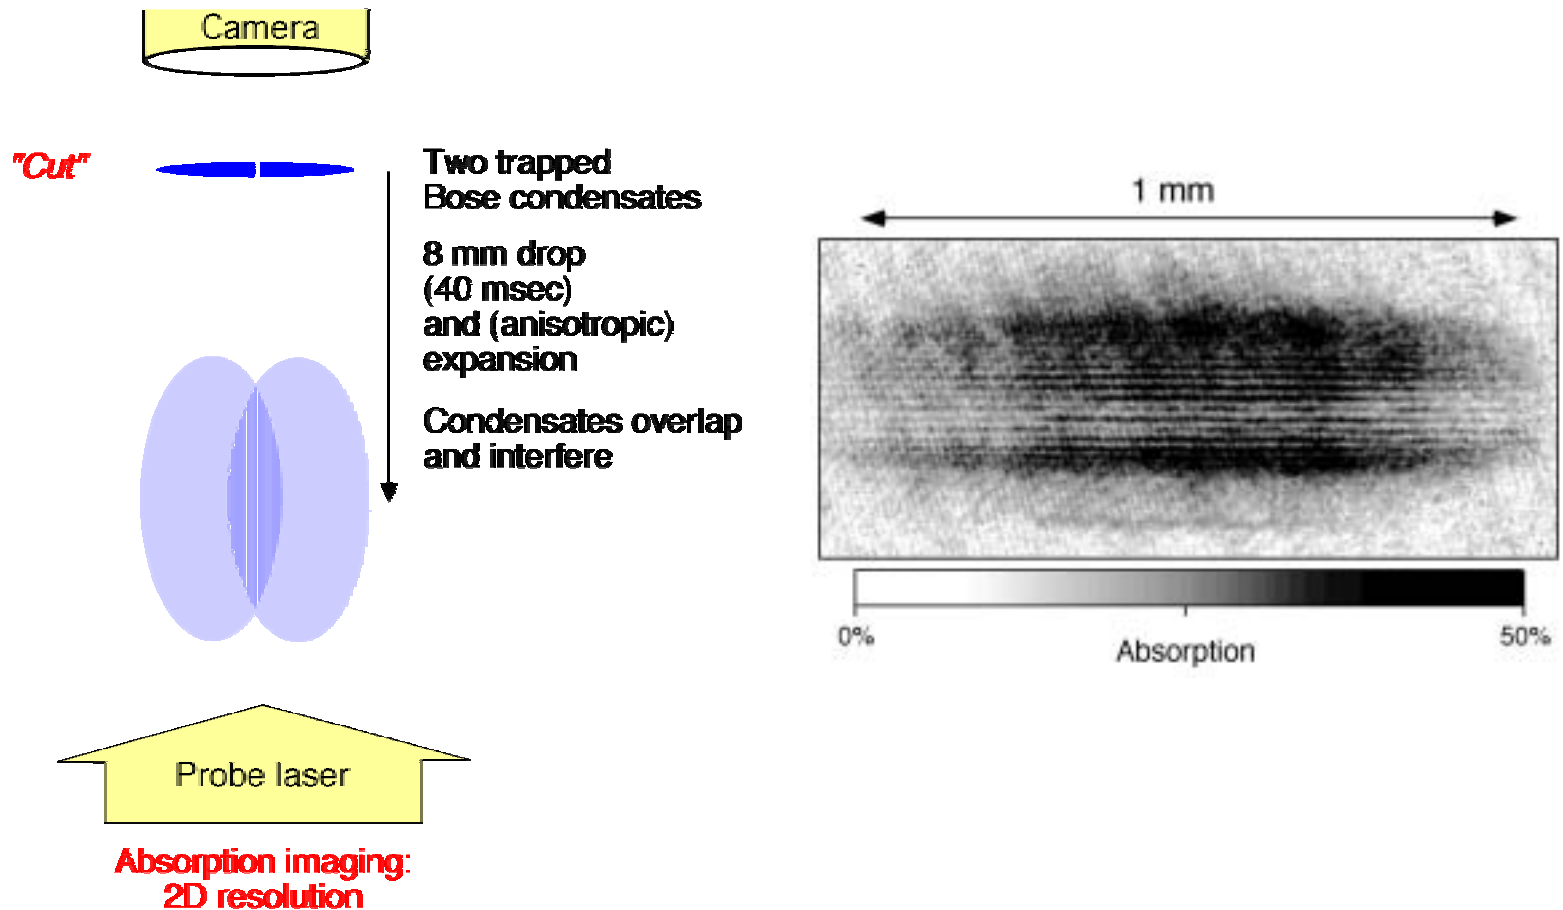 Camera
"Cut"
Two trapped
Bose condensates
8 mm drop
(40 msec)
and (anisotropic)
expansion
Condensates overlap
and interfere
Probe laser
Absorption imaging:
2D resolution
1 mm
0%
50%
Absorption